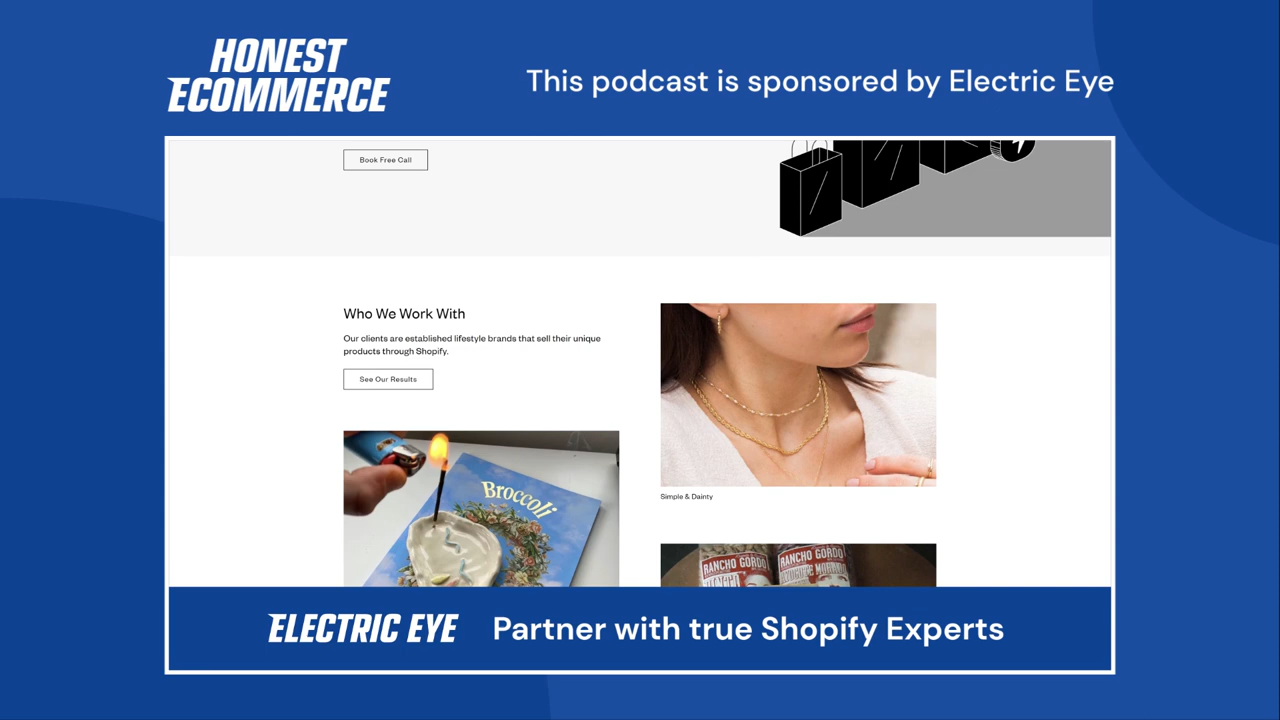 HONEST
ECOMMERCE
This podcast is sponsored by Electric Eye
Book Free Call
Who We Work With
Our clients are established lifestyle brands that sell their unique
products through Shopify.
See Our Results
Broccoli
Simple & Dainty
RANCHO GORDO
RANCHO GORDO
ELECTRIC EYE
Partner with true Shopify Experts